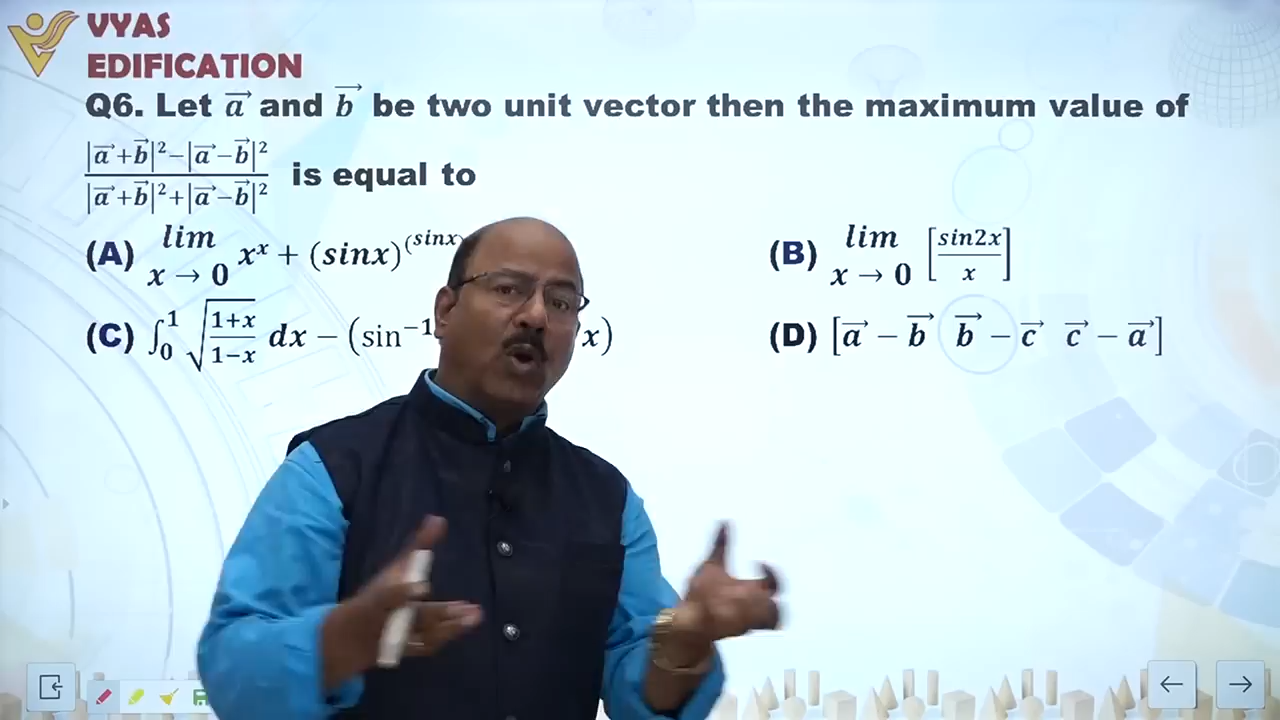 VYAS
EDIFICATION
Q6. Let a⃗ and b⃗ be two unit vector then the maximum value of
|a⃗+b⃗|²−|a⃗−b⃗|²
|a⃗+b⃗|²+|a⃗−b⃗|² is equal to
(A) lim x → 0 xˣ + (sinx)^(sinx
(B) lim x → 0 [sin2x / x]
(C) ∫₀¹ √(1+x / 1−x) dx − (sin⁻¹ x)
(D) [a⃗ − b⃗ b⃗ − c⃗ c⃗ − a⃗]